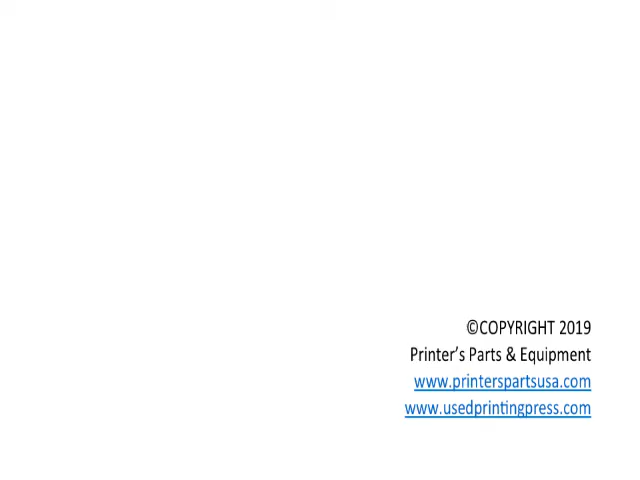 ©COPYRIGHT 2019
Printer’s Parts & Equipment
www.printerspartsusa.com
www.usedprintingpress.com